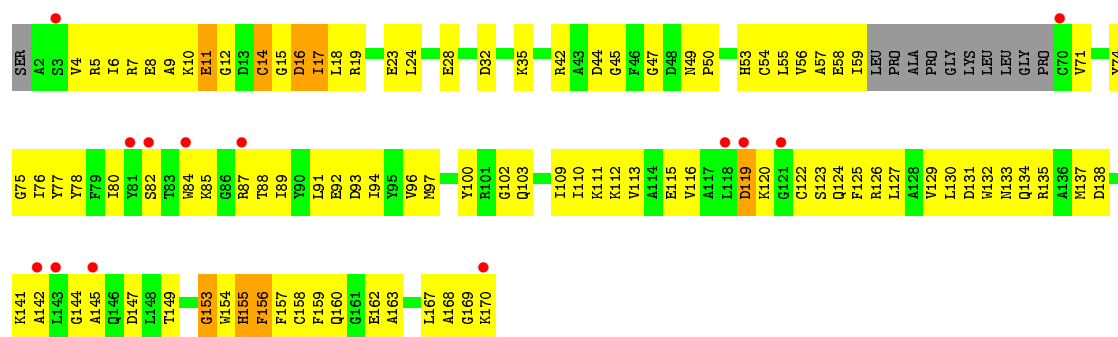 SER A2 S3 V4 R5 I6 R7 E8 A9 K10 E11 G12 D13 C14 G15 D16 I17 L18 R19 E23 L24 E28 D32 K35 R42 A43 D44 G45 F46 G47 D48 N49 P50 H53 C54 L55 V56 A57 E58 I59 LEU PRO ALA PRO GLY LYS LEU LEU GLY PRO C70 V71 Y74
G75 I76 Y77 Y78 F79 I80 Y81 S82 T83 W84 K85 G86 R87 T88 I89 Y90 L91 E92 D93 I94 Y95 V96 M97 Y100 R101 G102 Q103 I109 I110 K111 K112 V113 A114 E115 V116 A117 L118 D119 K120 G121 C122 S123 Q124 F125 R126 L127 A128 V129 L130 D131 W132 N133 Q134 R135 A136 M137 D138
K141 A142 L143 G144 A145 Q146 D147 L148 T149 G153 W154 H155 F156 F157 C158 F159 Q160 G161 E162 A163 L167 A168 G169 K170